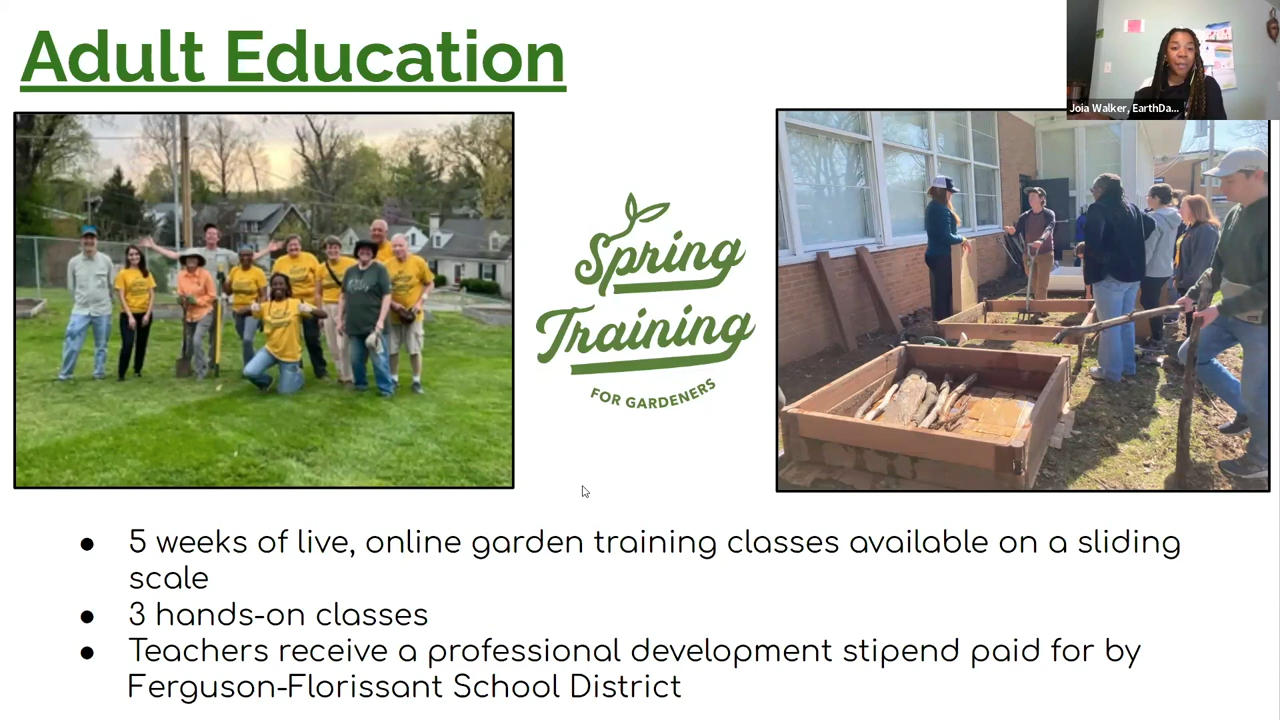 Adult Education
Joia Walker, EarthDa...
Spring
Training
FOR GARDENERS
● 5 weeks of live, online garden training classes available on a sliding
scale
● 3 hands-on classes
● Teachers receive a professional development stipend paid for by
Ferguson-Florissant School District